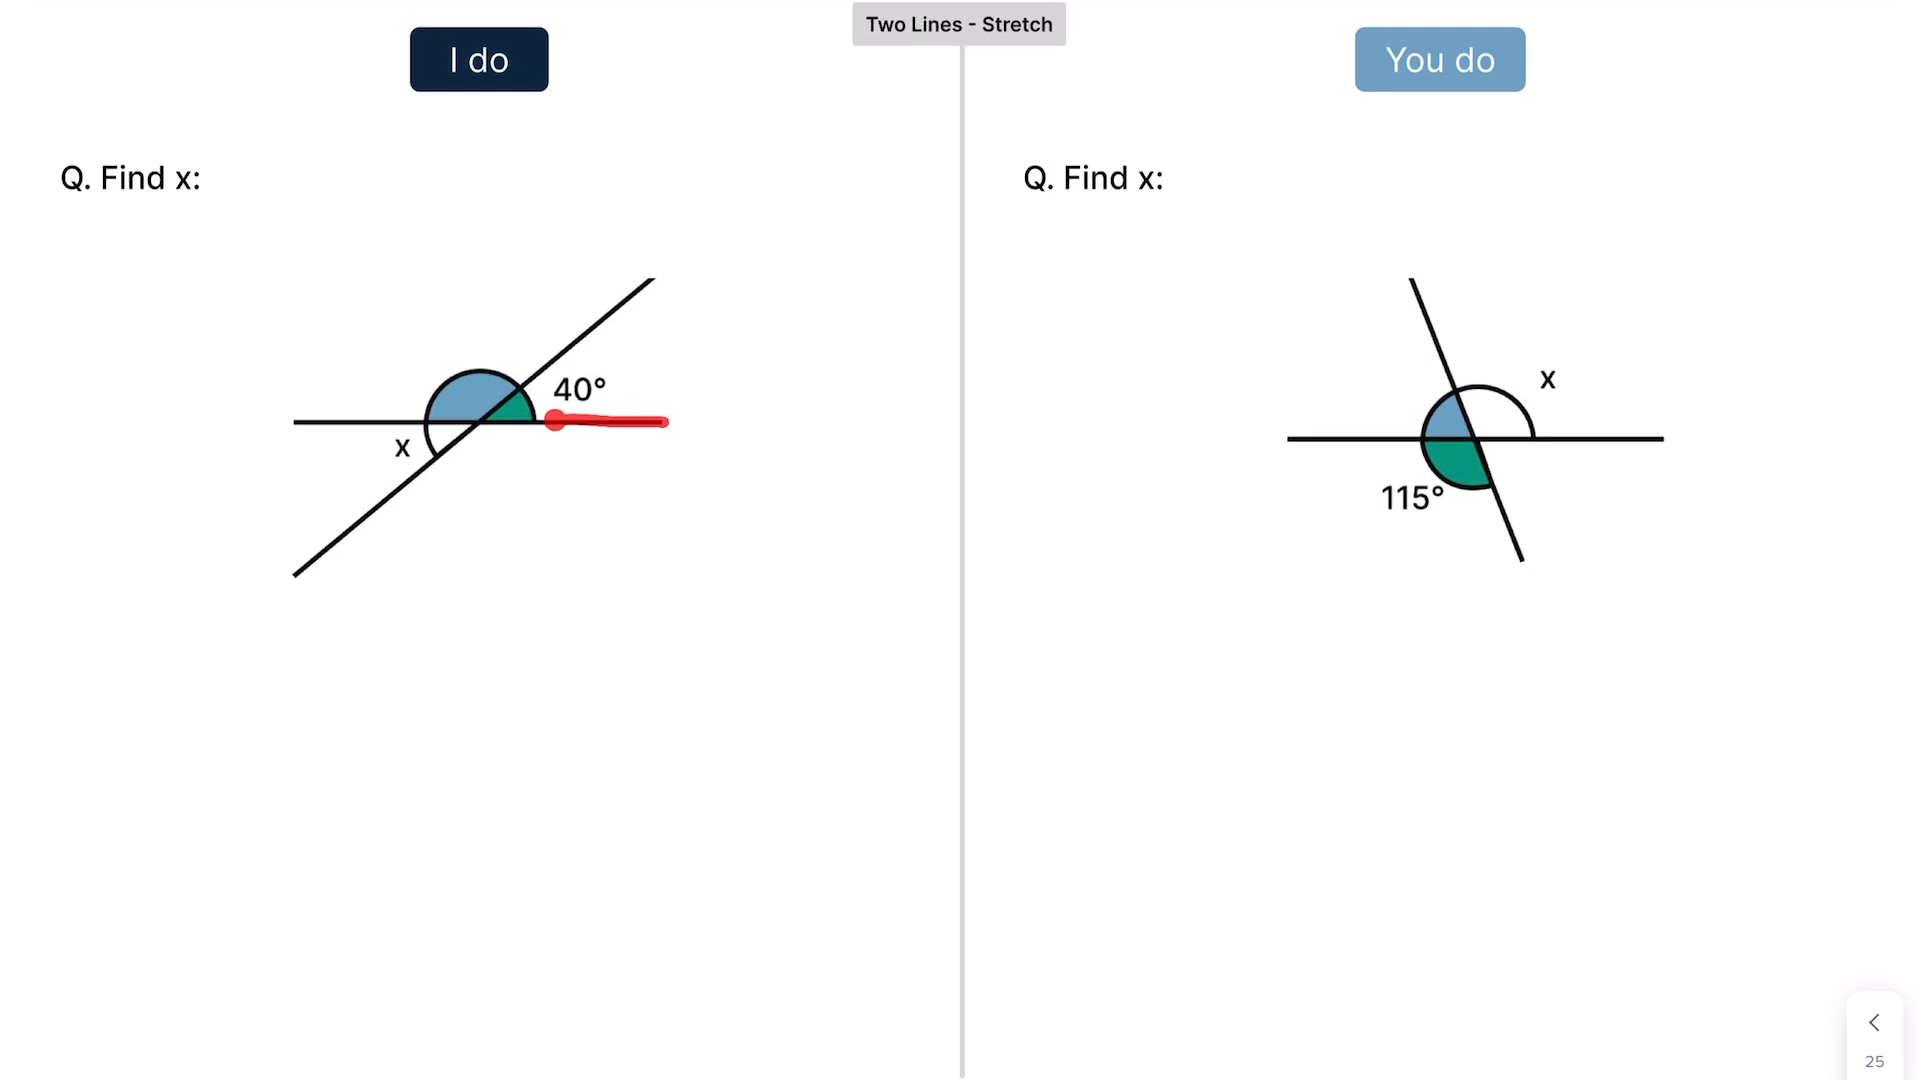 Two Lines - Stretch
I do
You do
Q. Find x:
Q. Find x:
40°
x
x
115°
25